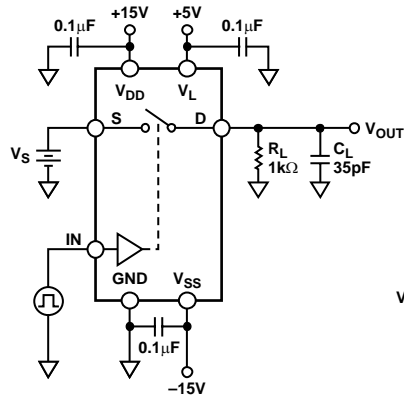 +15V +5V
0.1μF 0.1μF
VDD VL
S D VOUT
VS
RL
1kΩ
CL
35pF
IN
GND VSS
0.1μF
–15V
V